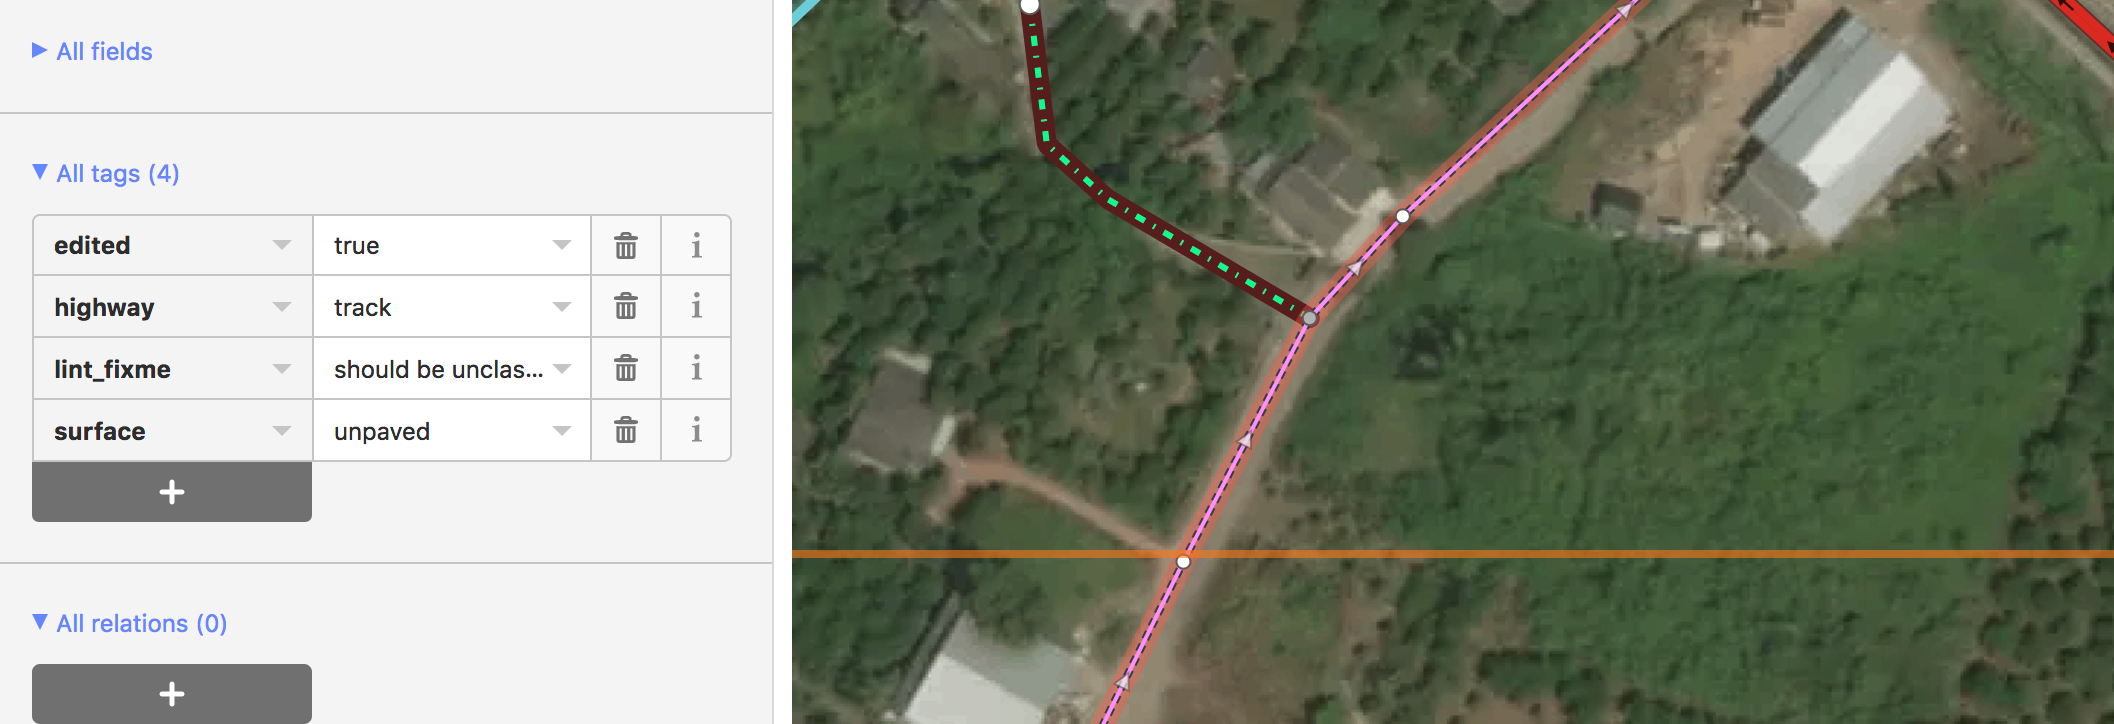 All fields
All tags (4)
edited true
highway track
lint_fixme should be unclas...
surface unpaved
+
All relations (0)
+